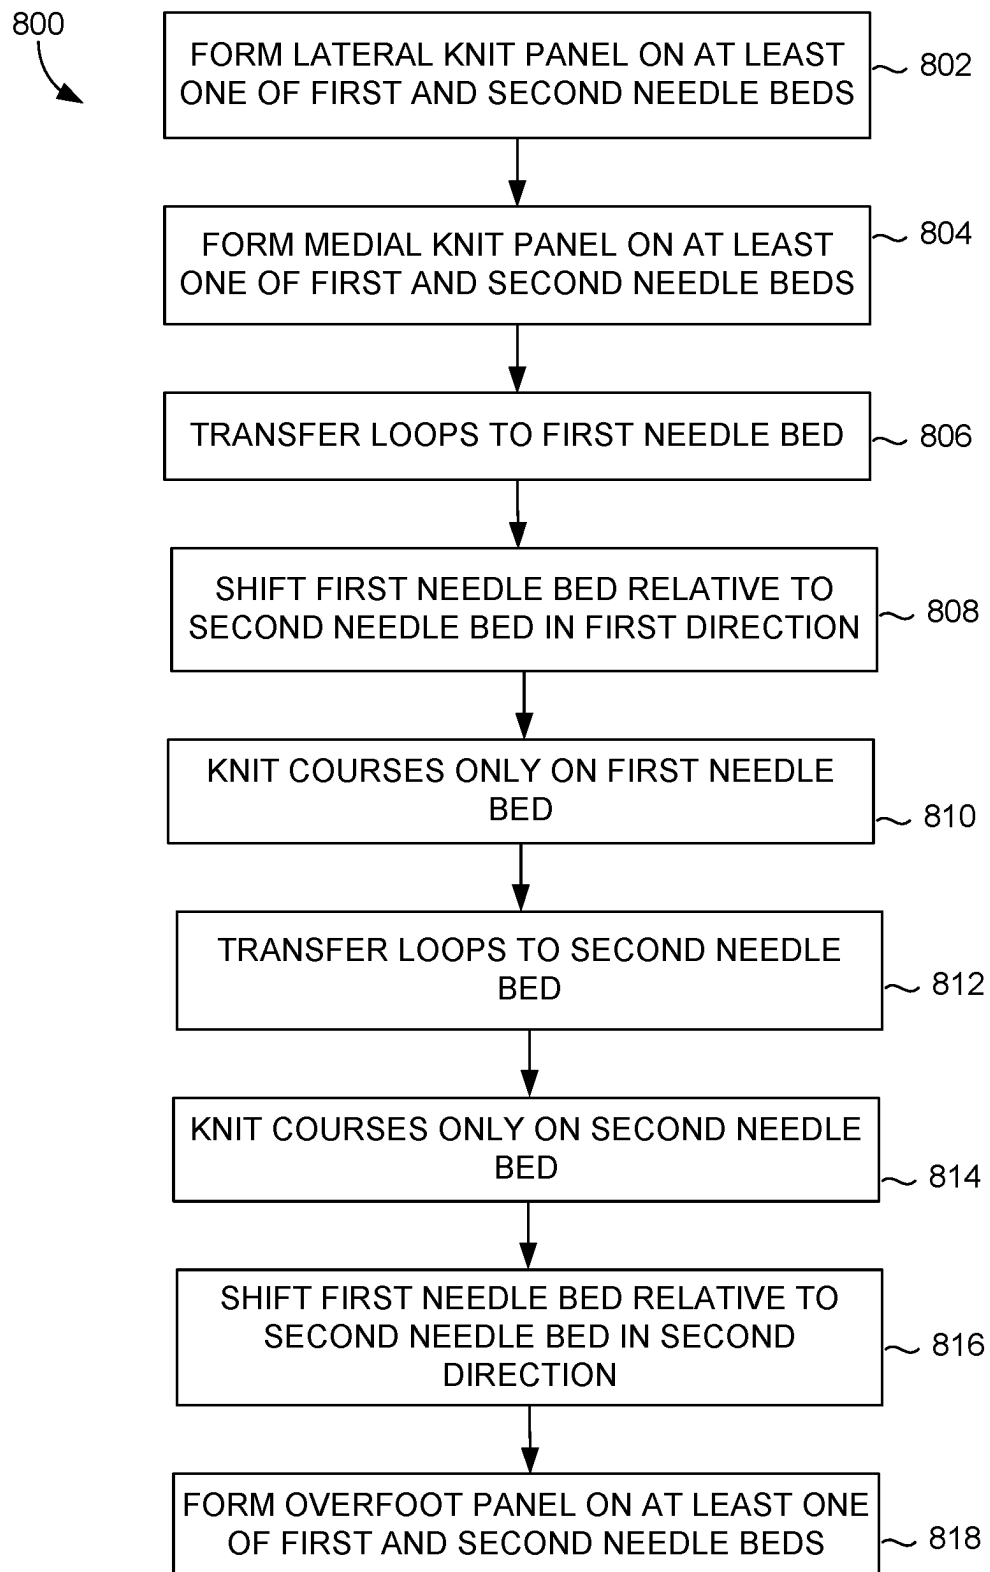 800
FORM LATERAL KNIT PANEL ON AT LEAST
ONE OF FIRST AND SECOND NEEDLE BEDS
802
FORM MEDIAL KNIT PANEL ON AT LEAST
ONE OF FIRST AND SECOND NEEDLE BEDS
804
TRANSFER LOOPS TO FIRST NEEDLE BED
806
SHIFT FIRST NEEDLE BED RELATIVE TO
SECOND NEEDLE BED IN FIRST DIRECTION
808
KNIT COURSES ONLY ON FIRST NEEDLE
BED
810
TRANSFER LOOPS TO SECOND NEEDLE
BED
812
KNIT COURSES ONLY ON SECOND NEEDLE
BED
814
SHIFT FIRST NEEDLE BED RELATIVE TO
SECOND NEEDLE BED IN SECOND
DIRECTION
816
FORM OVERFOOT PANEL ON AT LEAST ONE
OF FIRST AND SECOND NEEDLE BEDS
818